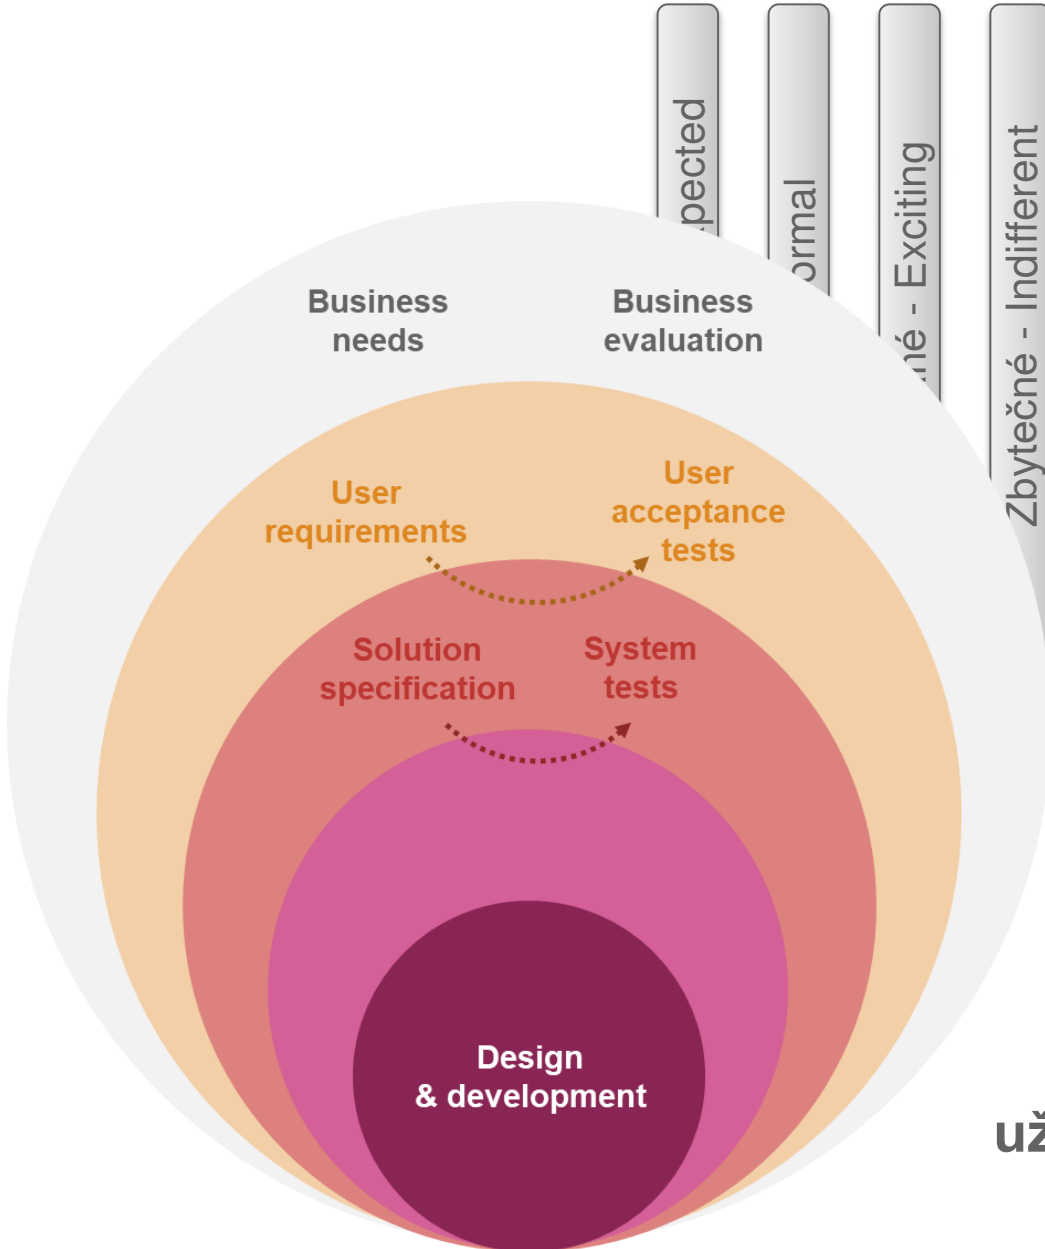 pected
ormal
né - Exciting
Zbytečné - Indifferent
Business
needs
Business
evaluation
User
requirements
User
acceptance
tests
Solution
specification
System
tests
Design
& development
už